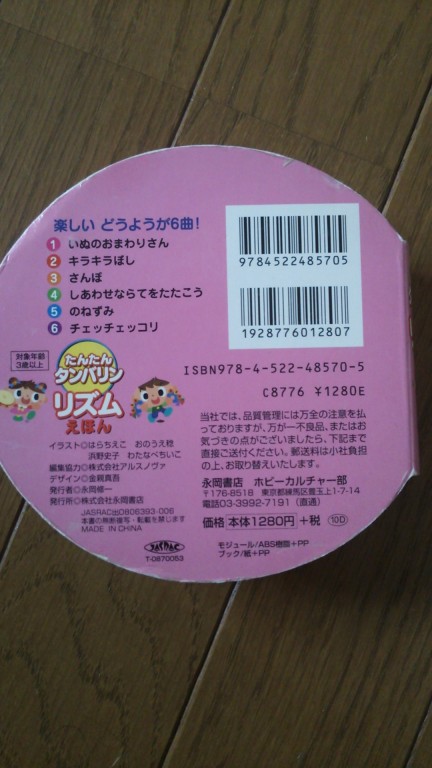 楽しい どうようが6曲!
1 いぬのおまわりさん
2 キラキラぼし
3 さんぽ
4 しあわせならてをたたこう
5 のねずみ
6 チェッチェッコリ
9784522485705
1928776012807
ISBN978-4-522-48570-5
C8776 ¥1280E
対象年齢
3歳以上
たんたん
タンバリン
リズム
えほん
イラスト●はらちえこ おのうえ稔
浜野史子 わたなべちいこ
編集協力●株式会社アルスノヴァ
デザイン●金親真吾
発行者●永岡修一
発行所●株式会社永岡書店
JASRAC出0806393-006
本書の無断複写・転載を禁じます
MADE IN CHINA
当社では、品質管理には万全の注意を払
っておりますが、万が一不良品、またはお
気づきの点がございましたら、下記まで
直接ご送付ください。郵送料は小社負担
の上、お取り替えいたします。
永岡書店 ホビーカルチャー部
〒176-8518 東京都練馬区豊玉上1-7-14
電話03-3992-7191(直通)
価格 本体1280円 +税 10D
JASRAC
T-0870053
モジュール/ABS樹脂+PP
ブック/紙+PP